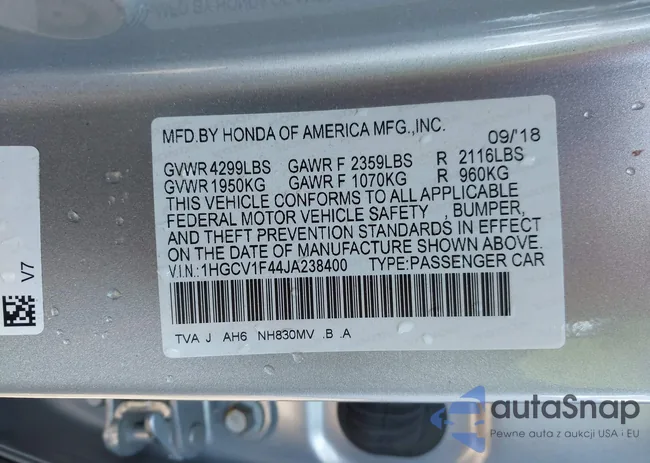 MFD.BY HONDA OF AMERICA MFG.,INC.
09/'18
GVWR 4299LBS GAWR F 2359LBS R 2116LBS
GVWR 1950KG GAWR F 1070KG R 960KG
THIS VEHICLE CONFORMS TO ALL APPLICABLE
FEDERAL MOTOR VEHICLE SAFETY , BUMPER,
AND THEFT PREVENTION STANDARDS IN EFFECT
ON THE DATE OF MANUFACTURE SHOWN ABOVE.
V.I.N.: 1HGCV1F44JA238400 TYPE:PASSENGER CAR
TVA J AH6 NH830MV .B .A
V7
autaSnap
Pewne auta z aukcji USA i EU